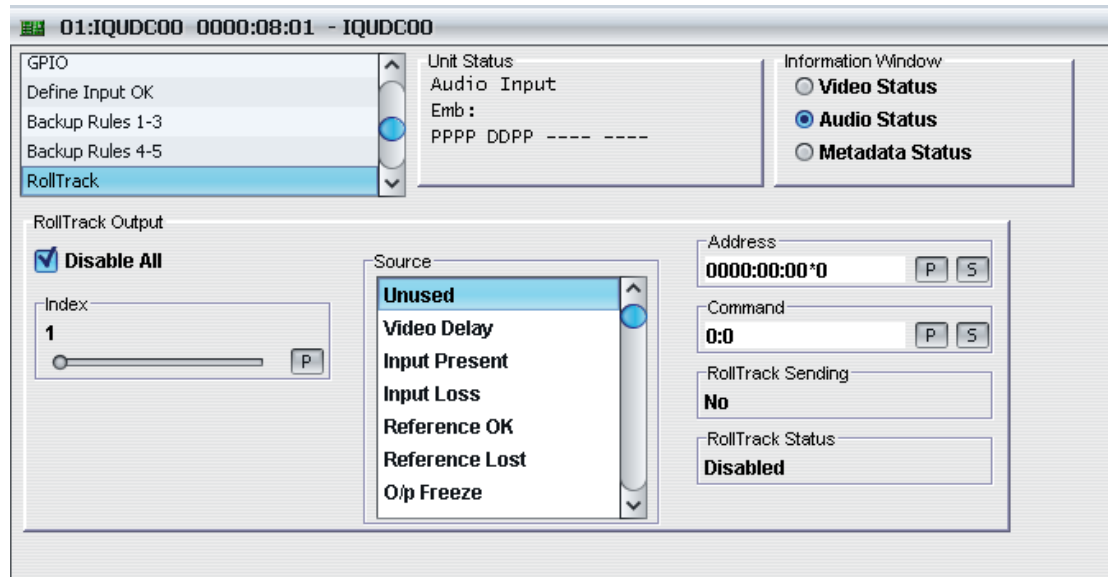 01:IQUDC00 0000:08:01 - IQUDC00
GPIO
Define Input OK
Backup Rules 1-3
Backup Rules 4-5
RollTrack
Unit Status
Audio Input
Emb:
PPPP DDPP ---- ----
Information Window
Video Status
Audio Status
Metadata Status
RollTrack Output
Disable All
Index
1
P
Source
Unused
Video Delay
Input Present
Input Loss
Reference OK
Reference Lost
O/p Freeze
Address
0000:00:00*0 P S
Command
0:0 P S
RollTrack Sending
No
RollTrack Status
Disabled